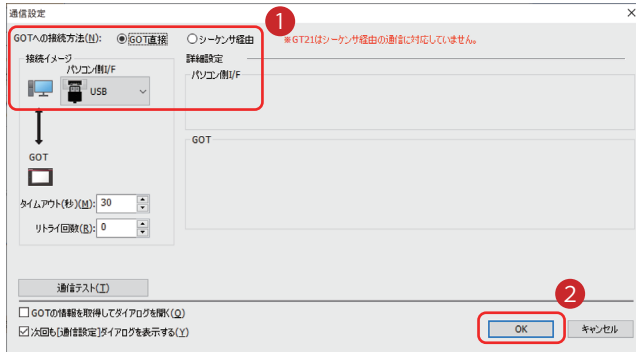 通信設定
1
GOTへの接続方法(N): GOT直接 シーケンサ経由 ※GT21はシーケンサ経由の通信に対応していません。
接続イメージ
パソコン側I/F
USB
GOT
タイムアウト(秒)(M): 30
リトライ回数(R): 0
詳細設定
パソコン側I/F
GOT
通信テスト(T)
GOTの情報を取得してダイアログを開く(O)
次回も[通信設定]ダイアログを表示する(Y)
2
OK キャンセル